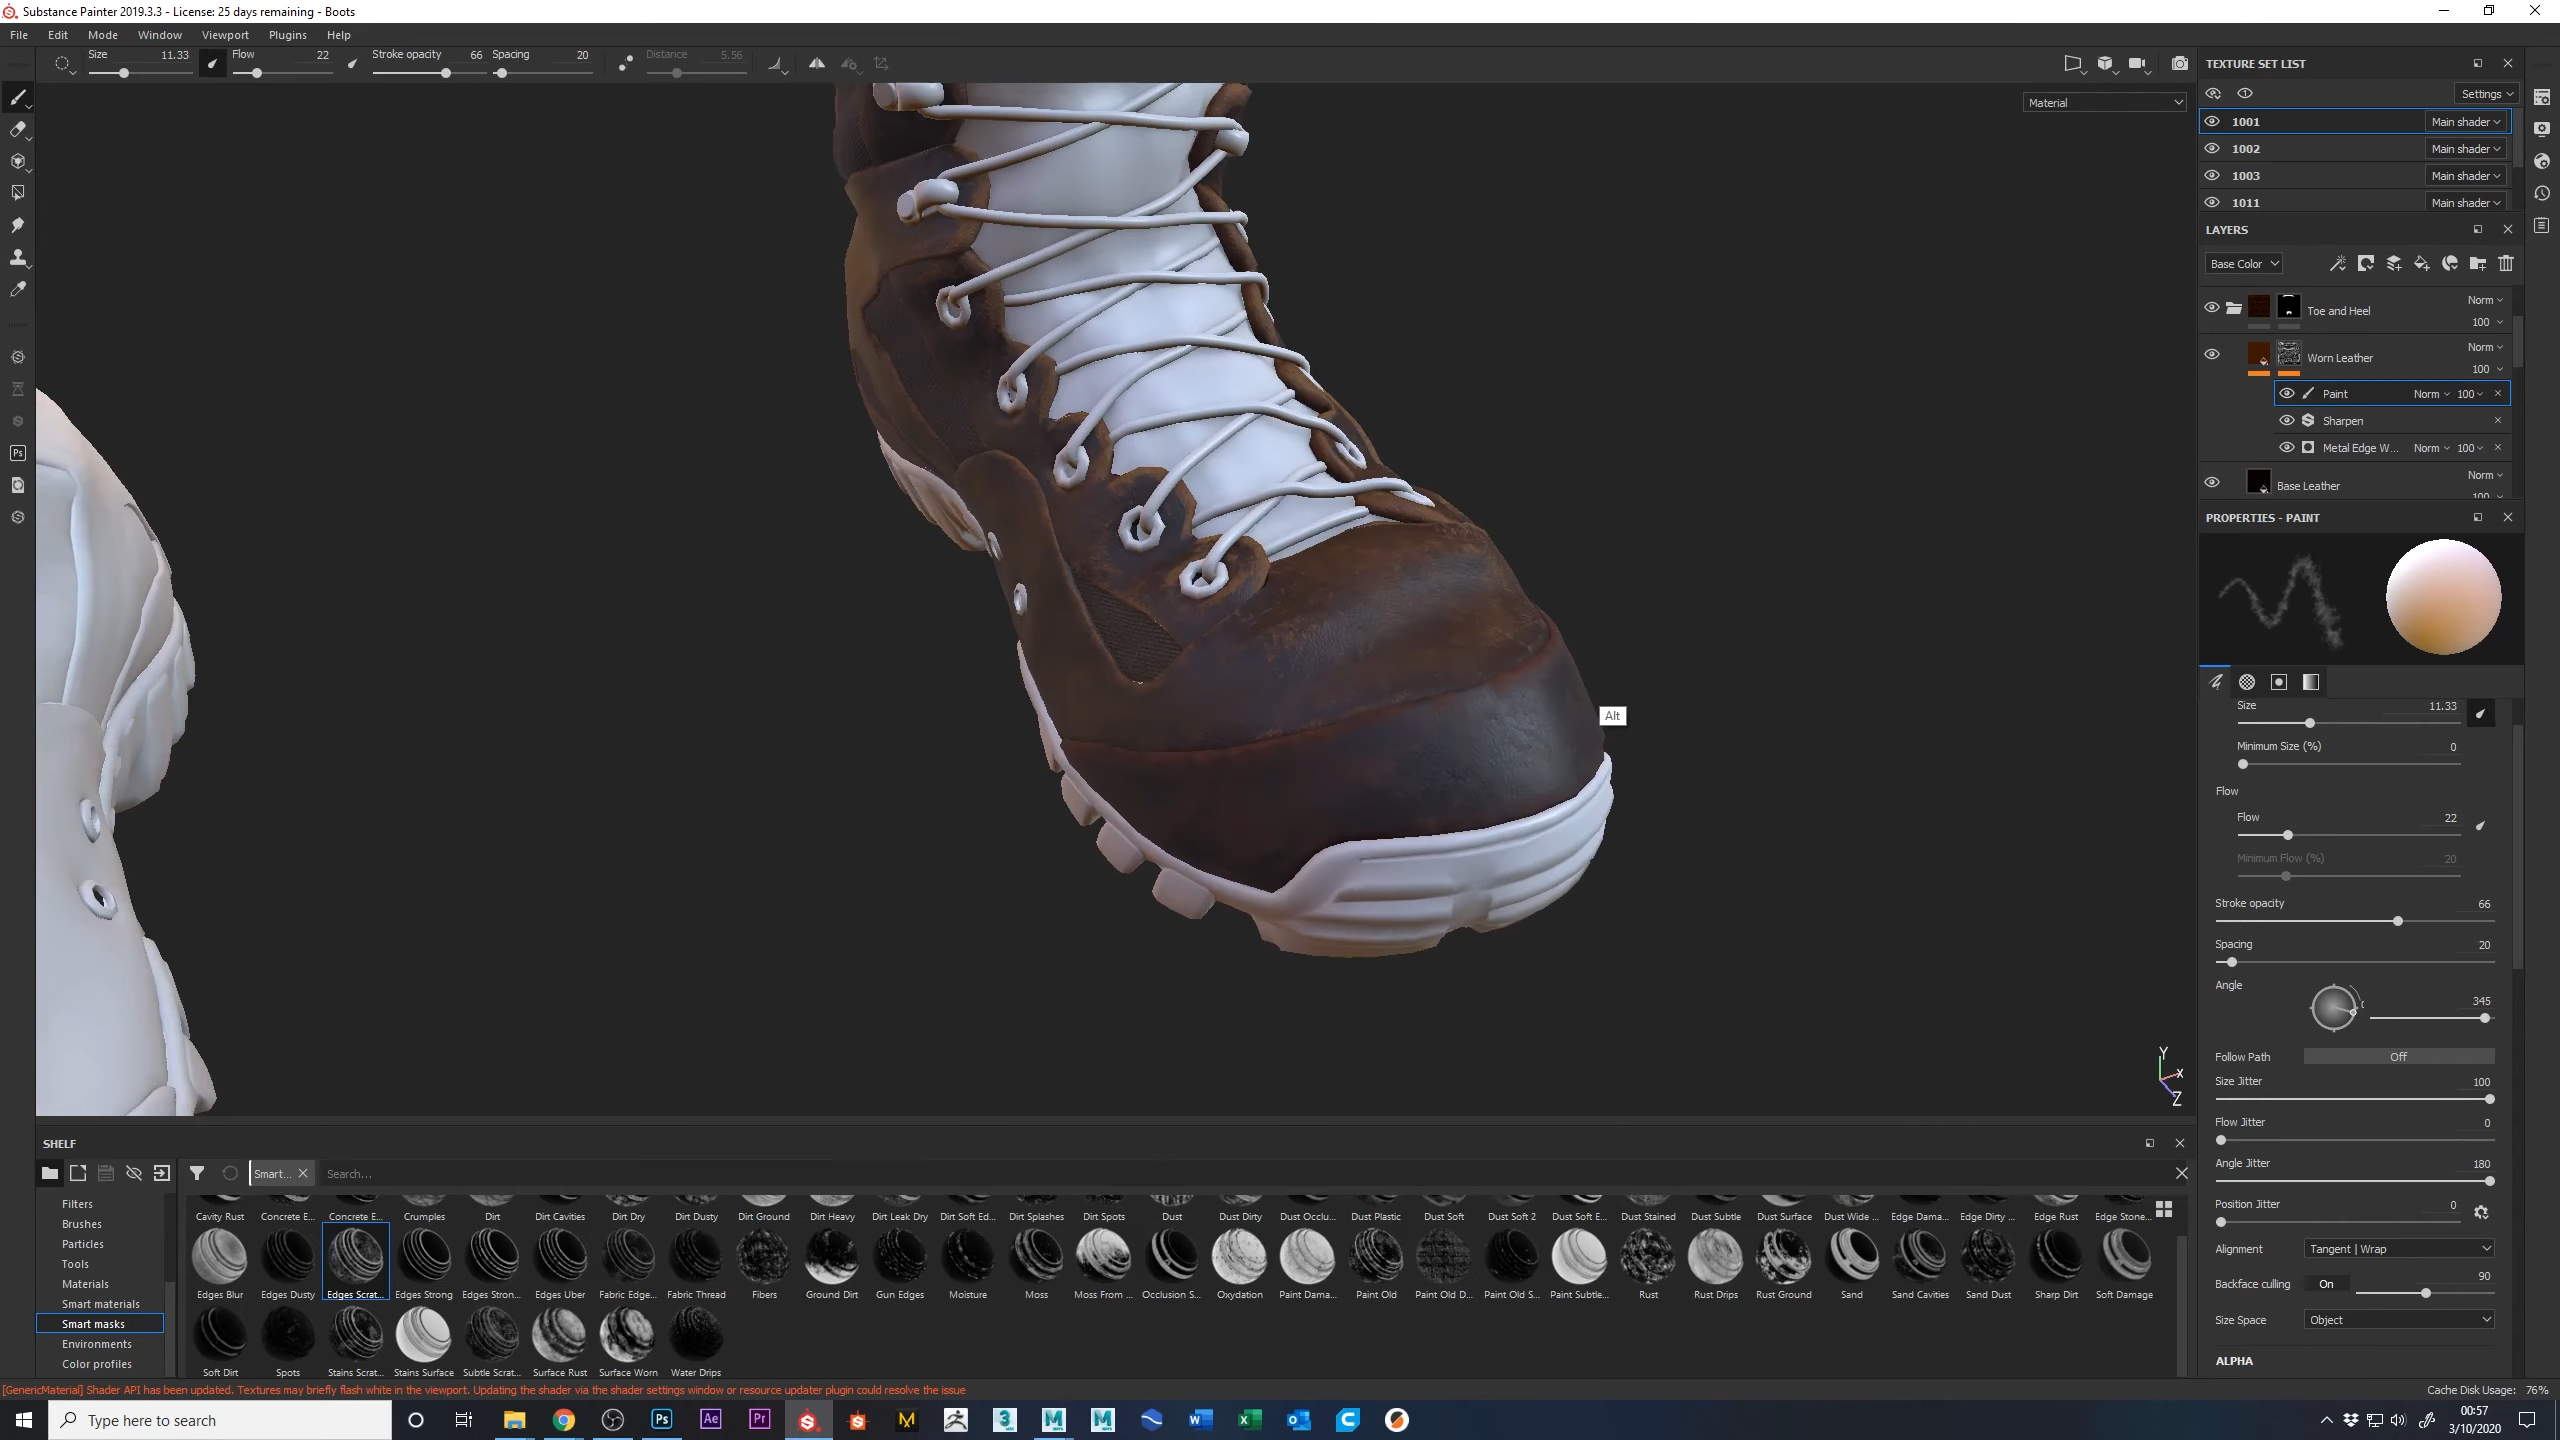 Substance Painter 2019.3.3 - License: 25 days remaining - Boots
File Edit Mode Window Viewport Plugins Help
Size 11.33 Flow 22 Stroke opacity 66 Spacing 20 Distance 5.56
Material
TEXTURE SET LIST
Settings
1001 Main shader
1002 Main shader
1003 Main shader
1011 Main shader
LAYERS
Base Color
Toe and Heel Norm
100
Worn Leather Norm
100
Paint Norm 100
Sharpen
Metal Edge W... Norm 100
Base Leather Norm
100
PROPERTIES - PAINT
Alt
Size 11.33
Minimum Size (%) 0
Flow
Flow 22
Minimum Flow (%) 20
Stroke opacity 66
Spacing 20
Angle
345
Follow Path Off
Size Jitter 100
Flow Jitter 0
Angle Jitter 180
Position Jitter 0
Alignment Tangent | Wrap
Backface culling On 90
Size Space Object
ALPHA
Y
X
Z
SHELF
Smart... Search...
Filters
Brushes
Particles
Tools
Materials
Smart materials
Smart masks
Environments
Color profiles
Cavity Rust Concrete E... Concrete E... Crumples Dirt Dirt Cavities Dirt Dry Dirt Dusty Dirt Ground Dirt Heavy Dirt Leak Dry Dirt Soft Ed... Dirt Splashes Dirt Spots Dust Dust Dirty Dust Occlu... Dust Plastic Dust Soft Dust Soft 2 Dust Soft E... Dust Stained Dust Subtle Dust Surface Dust Wide ... Edge Dama... Edge Dirty ... Edge Rust Edge Stone...
Edges Blur Edges Dusty Edges Scrat... Edges Strong Edges Stron... Edges Uber Fabric Edge... Fabric Thread Fibers Ground Dirt Gun Edges Moisture Moss Moss From ... Occlusion S... Oxydation Paint Dama... Paint Old Paint Old D... Paint Old S... Paint Subtle... Rust Rust Drips Rust Ground Sand Sand Cavities Sand Dust Sharp Dirt Soft Damage
Soft Dirt Spots Stains Scrat... Stains Surface Subtle Scrat... Surface Rust Surface Worn Water Drips
[GenericMaterial] Shader API has been updated. Textures may briefly flash white in the viewport. Updating the shader via the shader settings window or resource updater plugin could resolve the issue
Cache Disk Usage: 76%
Type here to search
Ps Ae Pr
00:57
3/10/2020